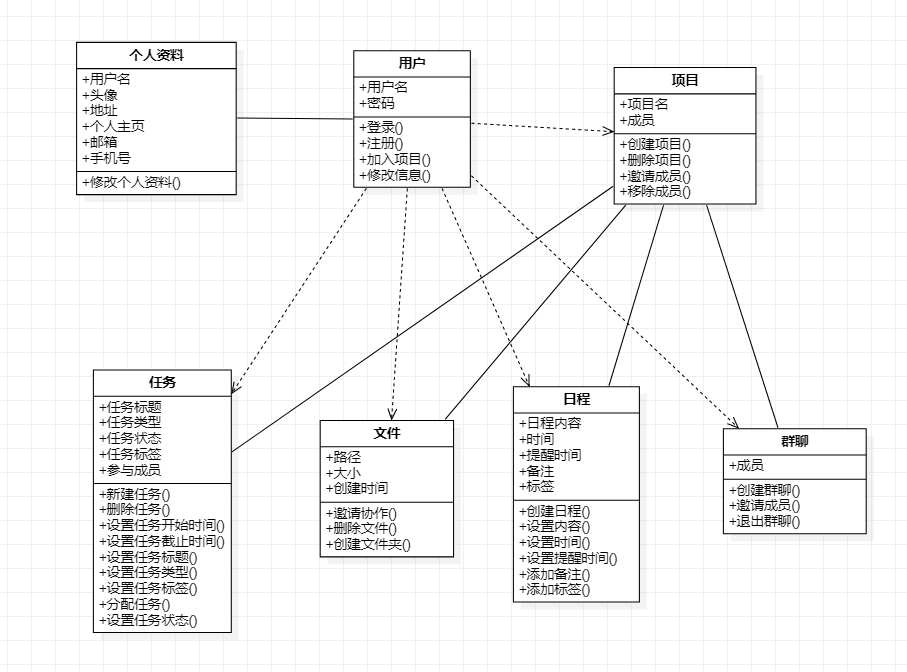 个人资料
+用户名
+头像
+地址
+个人主页
+邮箱
+手机号
+修改个人资料()
用户
+用户名
+密码
+登录()
+注册()
+加入项目()
+修改信息()
项目
+项目名
+成员
+创建项目()
+删除项目()
+邀请成员()
+移除成员()
任务
+任务标题
+任务类型
+任务状态
+任务标签
+参与成员
+新建任务()
+删除任务()
+设置任务开始时间()
+设置任务截止时间()
+设置任务标题()
+设置任务类型()
+设置任务标签()
+分配任务()
+设置任务状态()
文件
+路径
+大小
+创建时间
+邀请协作()
+删除文件()
+创建文件夹()
日程
+日程内容
+时间
+提醒时间
+备注
+标签
+创建日程()
+设置内容()
+设置时间()
+设置提醒时间()
+添加备注()
+添加标签()
群聊
+成员
+创建群聊()
+邀请成员()
+退出群聊()